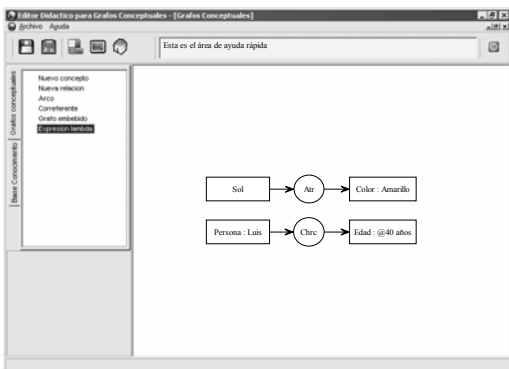 Editor Didactico para Grafos Conceptuales - [Grafos Conceptuales]
Archivo Ayuda
Esta es el área de ayuda rápida
Grafos conceptuales
Base Conocimiento
Nuevo concepto
Nueva relacion
Arco
Correferente
Grafo embebido
Expresion lambda
Sol Atr Color : Amarillo
Persona : Luis Chrc Edad : @40 años